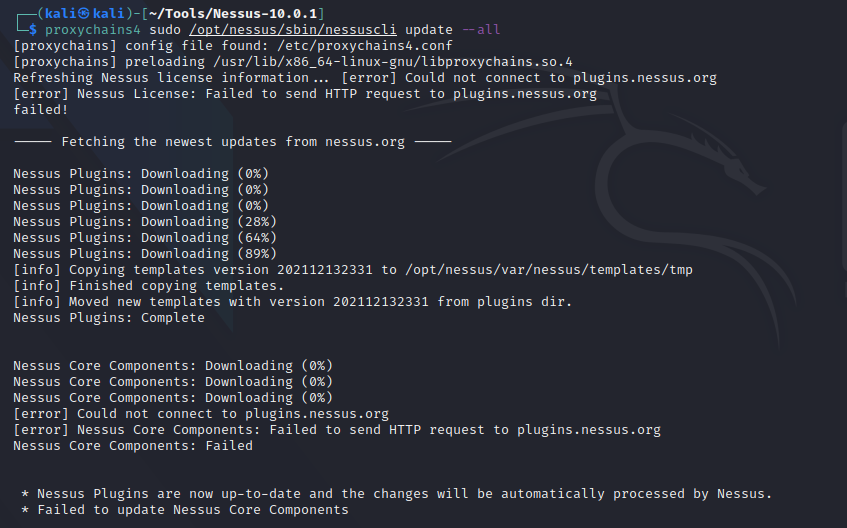 ┌──(kali㉿kali)-[~/Tools/Nessus-10.0.1]
└─$ proxychains4 sudo /opt/nessus/sbin/nessuscli update --all
[proxychains] config file found: /etc/proxychains4.conf
[proxychains] preloading /usr/lib/x86_64-linux-gnu/libproxychains.so.4
Refreshing Nessus license information... [error] Could not connect to plugins.nessus.org
[error] Nessus License: Failed to send HTTP request to plugins.nessus.org
failed!
----- Fetching the newest updates from nessus.org -----
Nessus Plugins: Downloading (0%)
Nessus Plugins: Downloading (0%)
Nessus Plugins: Downloading (0%)
Nessus Plugins: Downloading (28%)
Nessus Plugins: Downloading (64%)
Nessus Plugins: Downloading (89%)
[info] Copying templates version 202112132331 to /opt/nessus/var/nessus/templates/tmp
[info] Finished copying templates.
[info] Moved new templates with version 202112132331 from plugins dir.
Nessus Plugins: Complete
Nessus Core Components: Downloading (0%)
Nessus Core Components: Downloading (0%)
Nessus Core Components: Downloading (0%)
[error] Could not connect to plugins.nessus.org
[error] Nessus Core Components: Failed to send HTTP request to plugins.nessus.org
Nessus Core Components: Failed
* Nessus Plugins are now up-to-date and the changes will be automatically processed by Nessus.
* Failed to update Nessus Core Components